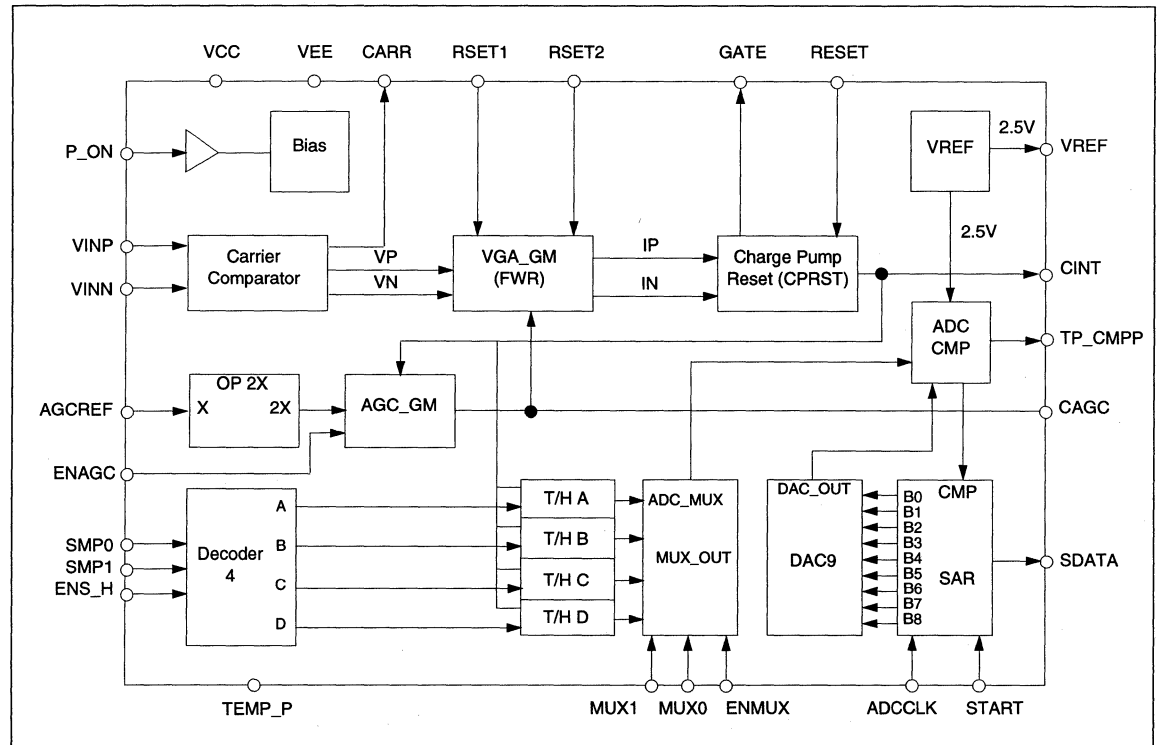 VCC VEE CARR RSET1 RSET2 GATE RESET
P_ON
Bias
VREF
2.5V
VREF
2.5V
VINP
VINN
Carrier
Comparator
VP
VN
VGA_GM
(FWR)
IP
IN
Charge Pump
Reset (CPRST)
CINT
ADC
CMP
TP_CMPP
AGCREF
OP 2X
X 2X
AGC_GM
CAGC
ENAGC
SMP0
SMP1
ENS_H
Decoder
4
A
B
C
D
T/H A
T/H B
T/H C
T/H D
ADC_MUX
MUX_OUT
DAC_OUT
DAC9
B0
B1
B2
B3
B4
B5
B6
B7
B8
CMP
SAR
SDATA
TEMP_P MUX1 MUX0 ENMUX ADCCLK START